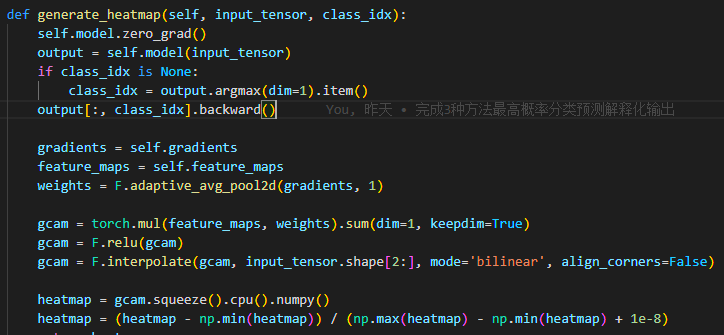 def generate_heatmap(self, input_tensor, class_idx):
    self.model.zero_grad()
    output = self.model(input_tensor)
    if class_idx is None:
        class_idx = output.argmax(dim=1).item()
    output[:, class_idx].backward()    You, 昨天 • 完成3种方法最高概率分类预测解释化输出
    gradients = self.gradients
    feature_maps = self.feature_maps
    weights = F.adaptive_avg_pool2d(gradients, 1)
    gcam = torch.mul(feature_maps, weights).sum(dim=1, keepdim=True)
    gcam = F.relu(gcam)
    gcam = F.interpolate(gcam, input_tensor.shape[2:], mode='bilinear', align_corners=False)
    heatmap = gcam.squeeze().cpu().numpy()
    heatmap = (heatmap - np.min(heatmap)) / (np.max(heatmap) - np.min(heatmap) + 1e-8)